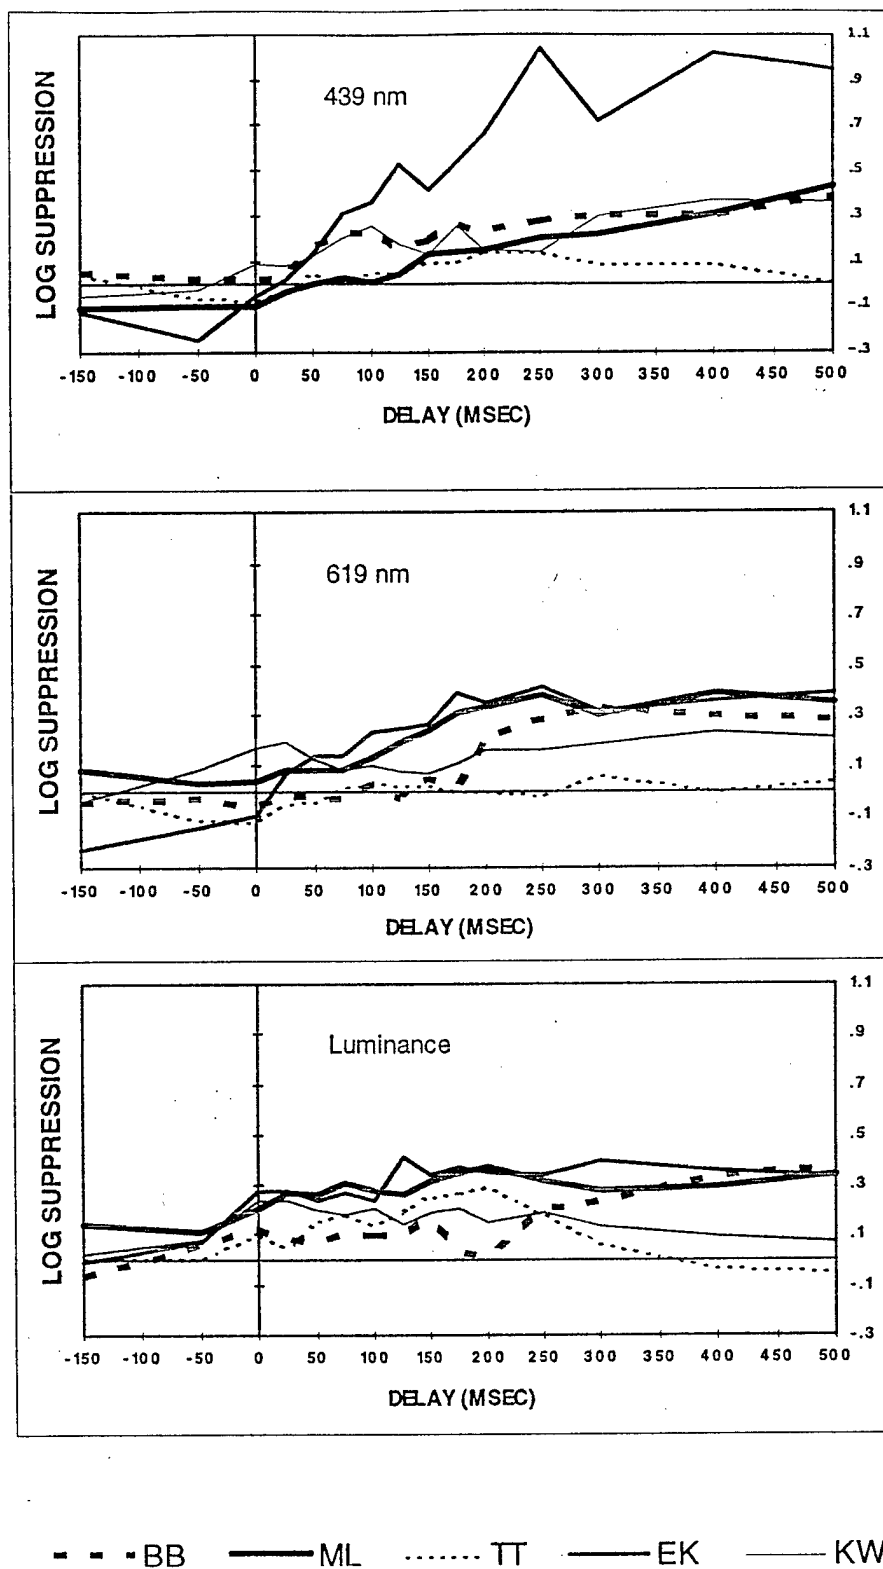 1.1
.9
.7
.5
.3
.1
-.1
-.3
LOG SUPPRESSION
439 nm
-150 -100 -50 0 50 100 150 200 250 300 350 400 450 500
DELAY (MSEC)
1.1
.9
.7
.5
.3
.1
-.1
-.3
LOG SUPPRESSION
619 nm
-150 -100 -50 0 50 100 150 200 250 300 350 400 450 500
DELAY (MSEC)
1.1
.9
.7
.5
.3
.1
-.1
-.3
LOG SUPPRESSION
Luminance
-150 -100 -50 0 50 100 150 200 250 300 350 400 450 500
DELAY (MSEC)
BB ML TT EK KW